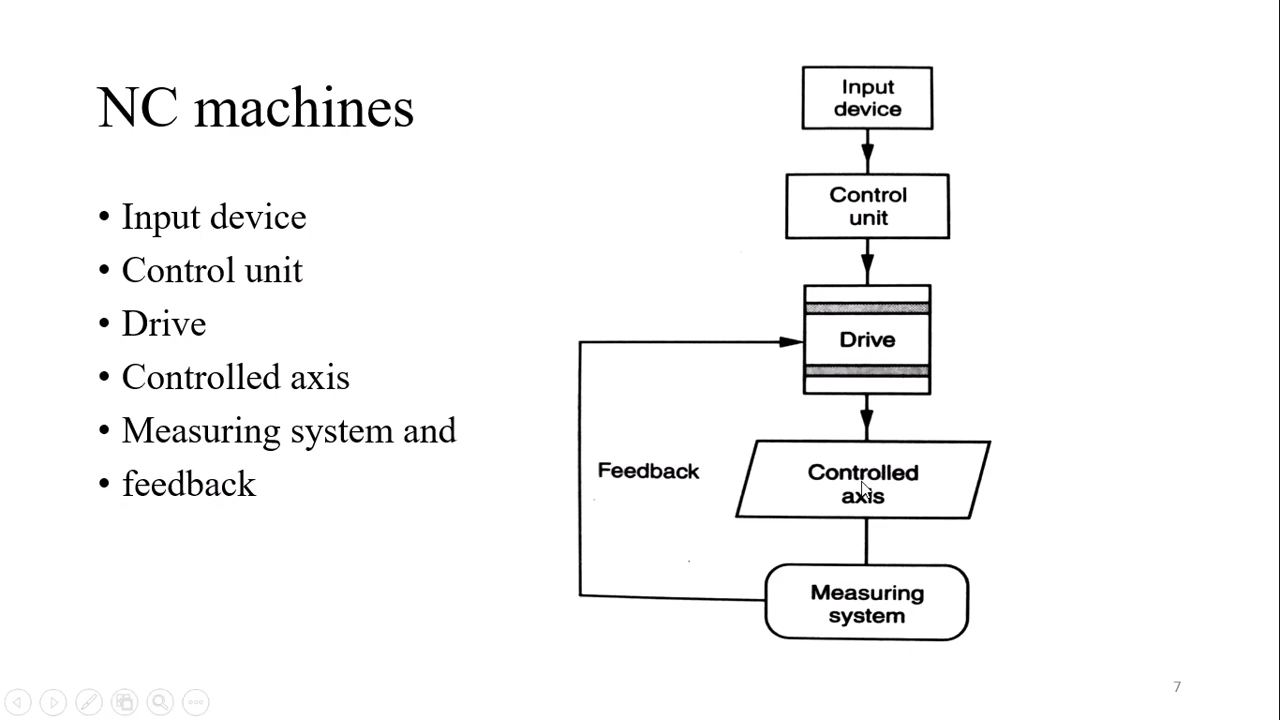 NC machines
• Input device
• Control unit
• Drive
• Controlled axis
• Measuring system and
• feedback
Input
device
Control
unit
Drive
Feedback
Controlled
axis
Measuring
system
7